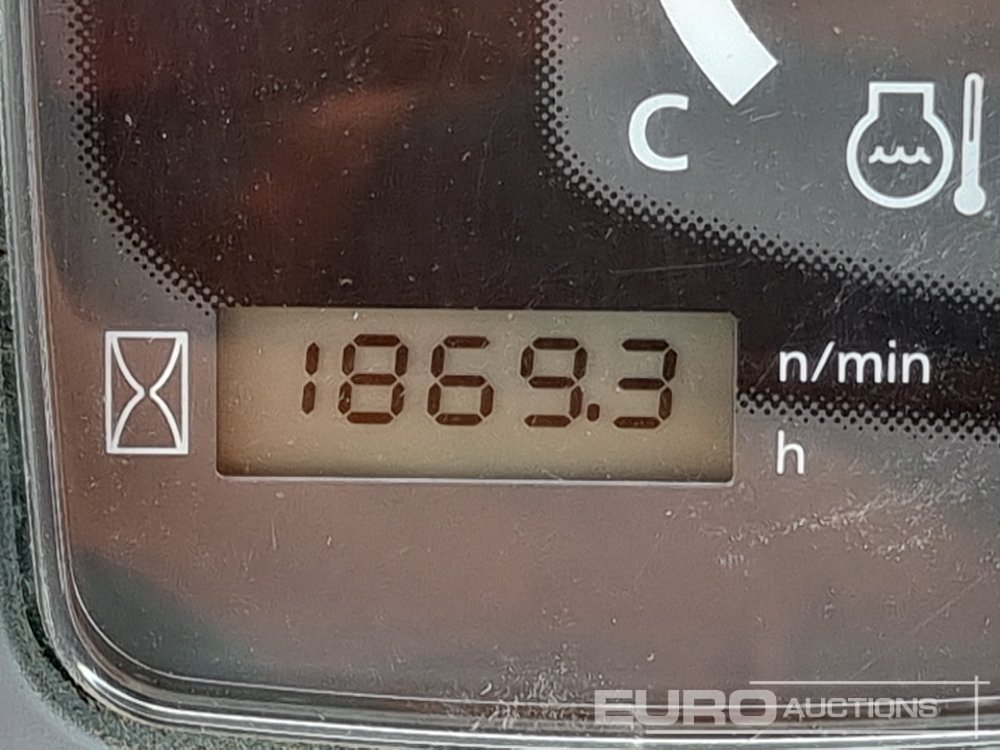 C
1869.3
n/min
h
EURO AUCTIONS